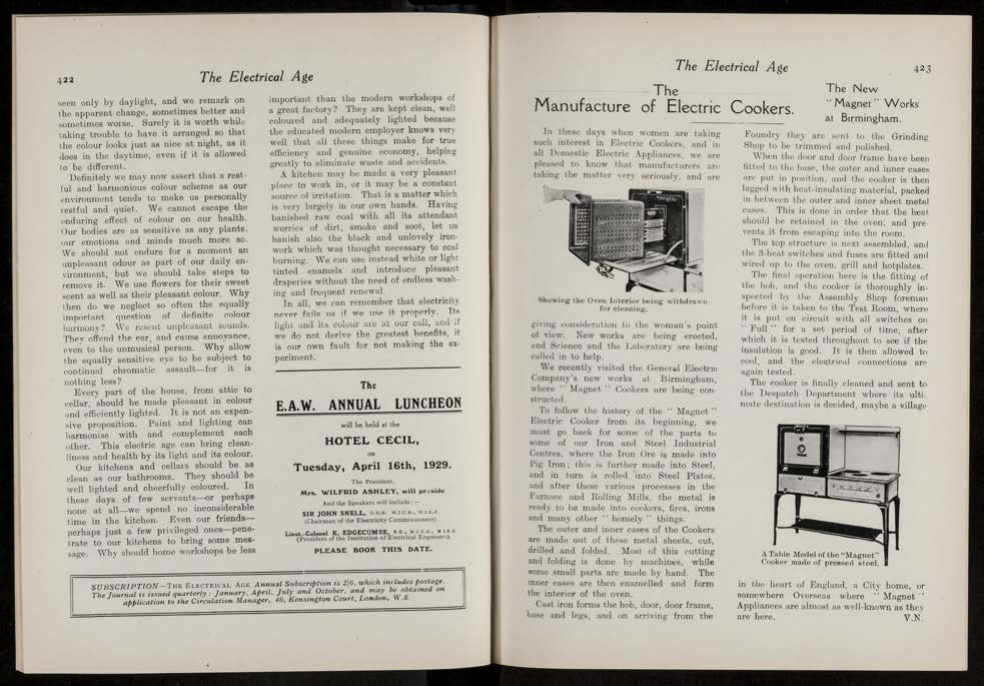 422
The Electrical Age
seen only by daylight, and we remark on
the apparent change, sometimes better and
sometimes worse. Surely it is worth while
taking trouble to have it arranged so that
the colour looks just as nice at night, as it
does in the daytime, even if it is allowed
to be different.
Definitely we may now assert that a rest-
ful and harmonious colour scheme as our
environment tends to make us personally
restful and quiet. We cannot escape the
enduring effect of colour on our health.
Our bodies are as sensitive as any plants,
our emotions and minds much more so.
We should not endure for a moment an
unpleasant odour as part of our daily en-
vironment, but we should take steps to
remove it. We use flowers for their sweet
scent as well as their pleasant colour. Why
then do we neglect so often the equally
important question of definite colour
harmony? We resent unpleasant sounds.
They offend the ear, and cause annoyance,
even to the unmusical person. Why allow
the equally sensitive eye to be subject to
continual chromatic assault—for it is
nothing less?
Every part of the house, from attic to
cellar, should be made pleasant in colour
and efficiently lighted. It is not an expen-
sive proposition. Paint and lighting can
harmonise with and complement each
other. This electric age can bring clean-
liness and health by its light and its colour.
Our kitchens and cellars should be as
clean as our bathrooms. They should be
well lighted and cheerfully coloured. In
these days of few servants—or perhaps
none at all—we spend no inconsiderable
time in the kitchen. Even our friends—
perhaps just a few privileged ones—pene-
trate to our kitchens to bring some mes-
sage. Why should home workshops be less
important than the modern workshops of
a great factory? They are kept clean, well
coloured and adequately lighted because
the educated modern employer knows very
well that all these things make for true
efficiency and genuine economy, helping
greatly to eliminate waste and accidents.
A kitchen may be made a very pleasant
place to work in, or it may be a constant
source of irritation. That is a matter which
is very largely in our own hands. Having
banished raw coal with all its attendant
worries of dirt, smoke and soot, let us
banish also the black and unlovely iron-
work which was thought necessary to coal
burning. We can use instead white or light
tinted enamels and introduce pleasant
draperies without the need of endless wash-
ing and frequent renewal.
In all, we can remember that electricity
never fails us if we use it properly. Its
light and its colour are at our call, and if
we do not derive the greatest benefits, it
is our own fault for not making the ex-
periment.
The
E.A.W. ANNUAL LUNCHEON
will be held at the
HOTEL CECIL,
on
Tuesday, April 16th, 1929.
The President,
Mrs. WILFRID ASHLEY, will preside
And the Speakers will include:—
SIR JOHN SNELL,
(Chairman of the Electricity Commissioners)
Lieut.-Colonel K. EDGECUMBE,
(President of the Institution of Electrical Engineers)
PLEASE BOOK THIS DATE.
SUBSCRIPTION—THE ELECTRICAL AGE Annual Subscription is 2/6, which includes postage.
The Journal is issued quarterly: January, April, July and October, and may be obtained on
application to the Circulation Manager, 46, Kensington Court, London, W.8.
The Electrical Age
423
The
Manufacture of Electric Cookers.
The New
"Magnet" Works
at Birmingham.
In these days when women are taking
such interest in Electric Cookers, and in
all Domestic Electric Appliances, we are
pleased to know that manufacturers are
taking the matter very seriously, and are
Showing the Oven Interior being withdrawn
for cleaning.
giving consideration to the woman's point
of view. New works are being erected,
and Science and the Laboratory are being
called in to help.
We recently visited the General Electric
Company's new works at Birmingham,
where "Magnet" Cookers are being con-
structed.
To follow the history of the "Magnet"
Electric Cooker from its beginning, we
must go back for some of the parts to
some of our Iron and Steel Industrial
Centres, where the Iron Ore is made into
Pig Iron; this is further made into Steel,
and in turn is rolled into Steel Plates,
and after these various processes in the
Furnace and Rolling Mills, the metal is
ready to be made into cookers, fires, irons
and many other "homely" things.
The outer and inner cases of the Cookers
are made out of these metal sheets, cut,
drilled and folded. Most of this cutting
and folding is done by machines, while
some small parts are made by hand. The
inner cases are then enamelled and form
the interior of the oven.
Cast iron forms the hob, door, door frame,
base and legs, and on arriving from the
Foundry they are sent to the Grinding
Shop to be trimmed and polished.
When the door and door frame have been
fitted to the base, the outer and inner cases
are put in position, and the cooker is then
lagged with heat-insulating material, packed
in between the outer and inner sheet metal
cases. This is done in order that the heat
should be retained in the oven, and pre-
vents it from escaping into the room.
The top structure is next assembled, and
the 3-heat switches and fuses are fitted and
wired up to the oven, grill and hotplates.
The final operation here is the fitting of
the hob, and the cooker is thoroughly in-
spected by the Assembly Shop foreman
before it is taken to the Test Room, where
it is put on circuit with all switches on
"Full" for a set period of time, after
which it is tested throughout to see if the
insulation is good. It is then allowed to
cool, and the electrical connections are
again tested.
The cooker is finally cleaned and sent to
the Despatch Department where its ulti-
mate destination is decided, maybe a village
A Table Model of the "Magnet"
Cooker made of pressed steel.
in the heart of England, a City home, or
somewhere Overseas where "Magnet"
Appliances are almost as well-known as they
are here.
V.N.